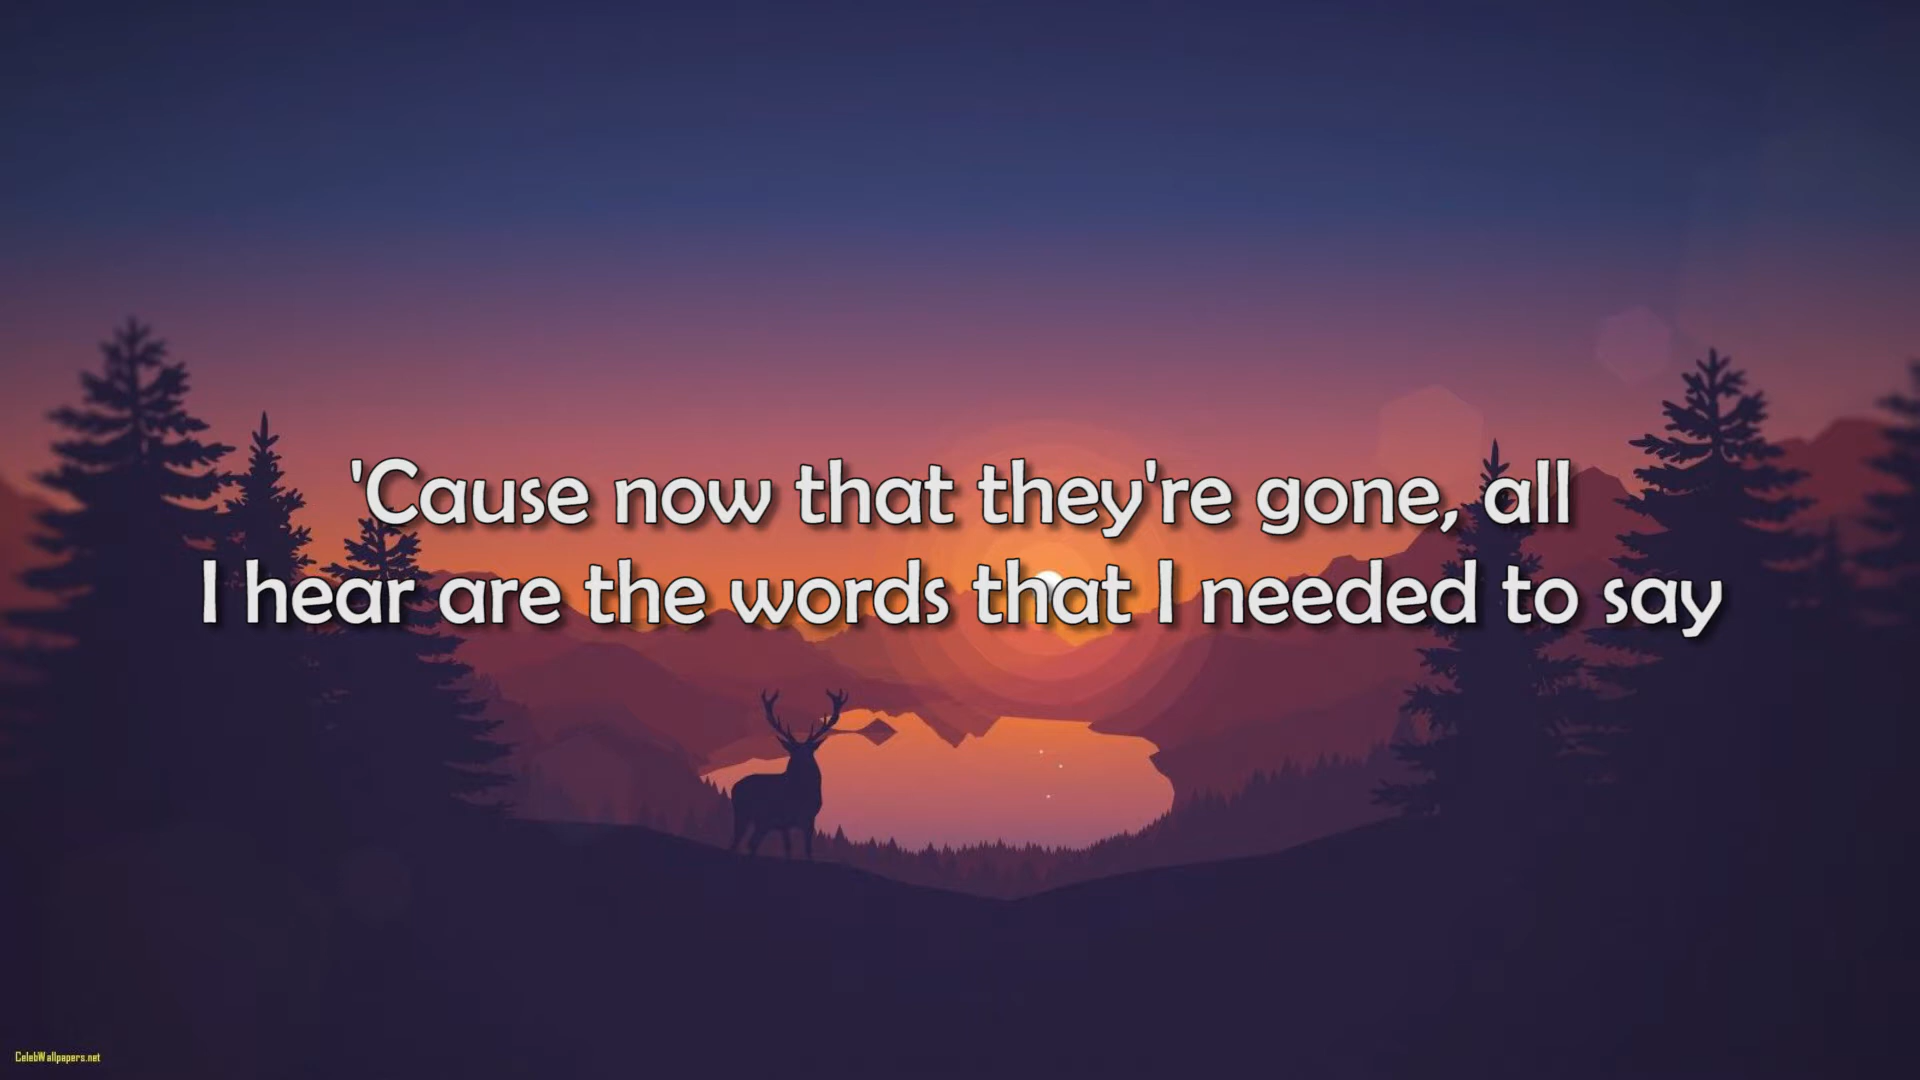 'Cause now that they're gone, all
I hear are the words that I needed to say
CelebWallpapers.net